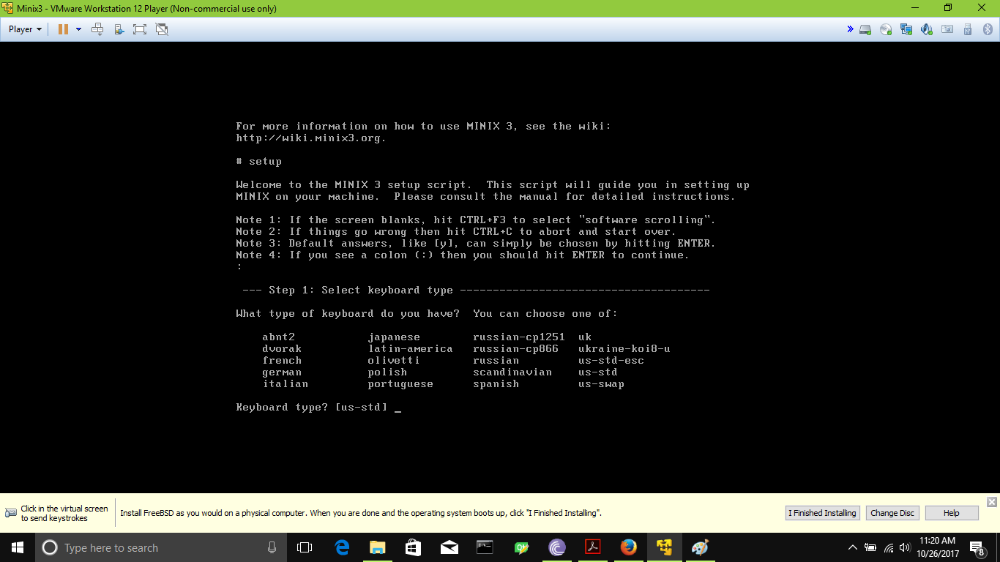 Minix3 - VMware Workstation 12 Player (Non-commercial use only)
Player
For more information on how to use MINIX 3, see the wiki:
http://wiki.minix3.org.
# setup
Welcome to the MINIX 3 setup script.  This script will guide you in setting up
MINIX on your machine.  Please consult the manual for detailed instructions.
Note 1: If the screen blanks, hit CTRL+F3 to select "software scrolling".
Note 2: If things go wrong then hit CTRL+C to abort and start over.
Note 3: Default answers, like [y], can simply be chosen by hitting ENTER.
Note 4: If you see a colon (:) then you should hit ENTER to continue.
:
--- Step 1: Select keyboard type --------------------------------------
What type of keyboard do you have?  You can choose one of:
abnt2 japanese russian-cp1251 uk
dvorak latin-america russian-cp866 ukraine-koi8-u
french olivetti russian us-std-esc
german polish scandinavian us-std
italian portuguese spanish us-swap
Keyboard type? [us-std] _
Click in the virtual screen
to send keystrokes
Install FreeBSD as you would on a physical computer. When you are done and the operating system boots up, click "I Finished Installing".
I Finished Installing
Change Disc
Help
Type here to search
11:20 AM
10/26/2017
8